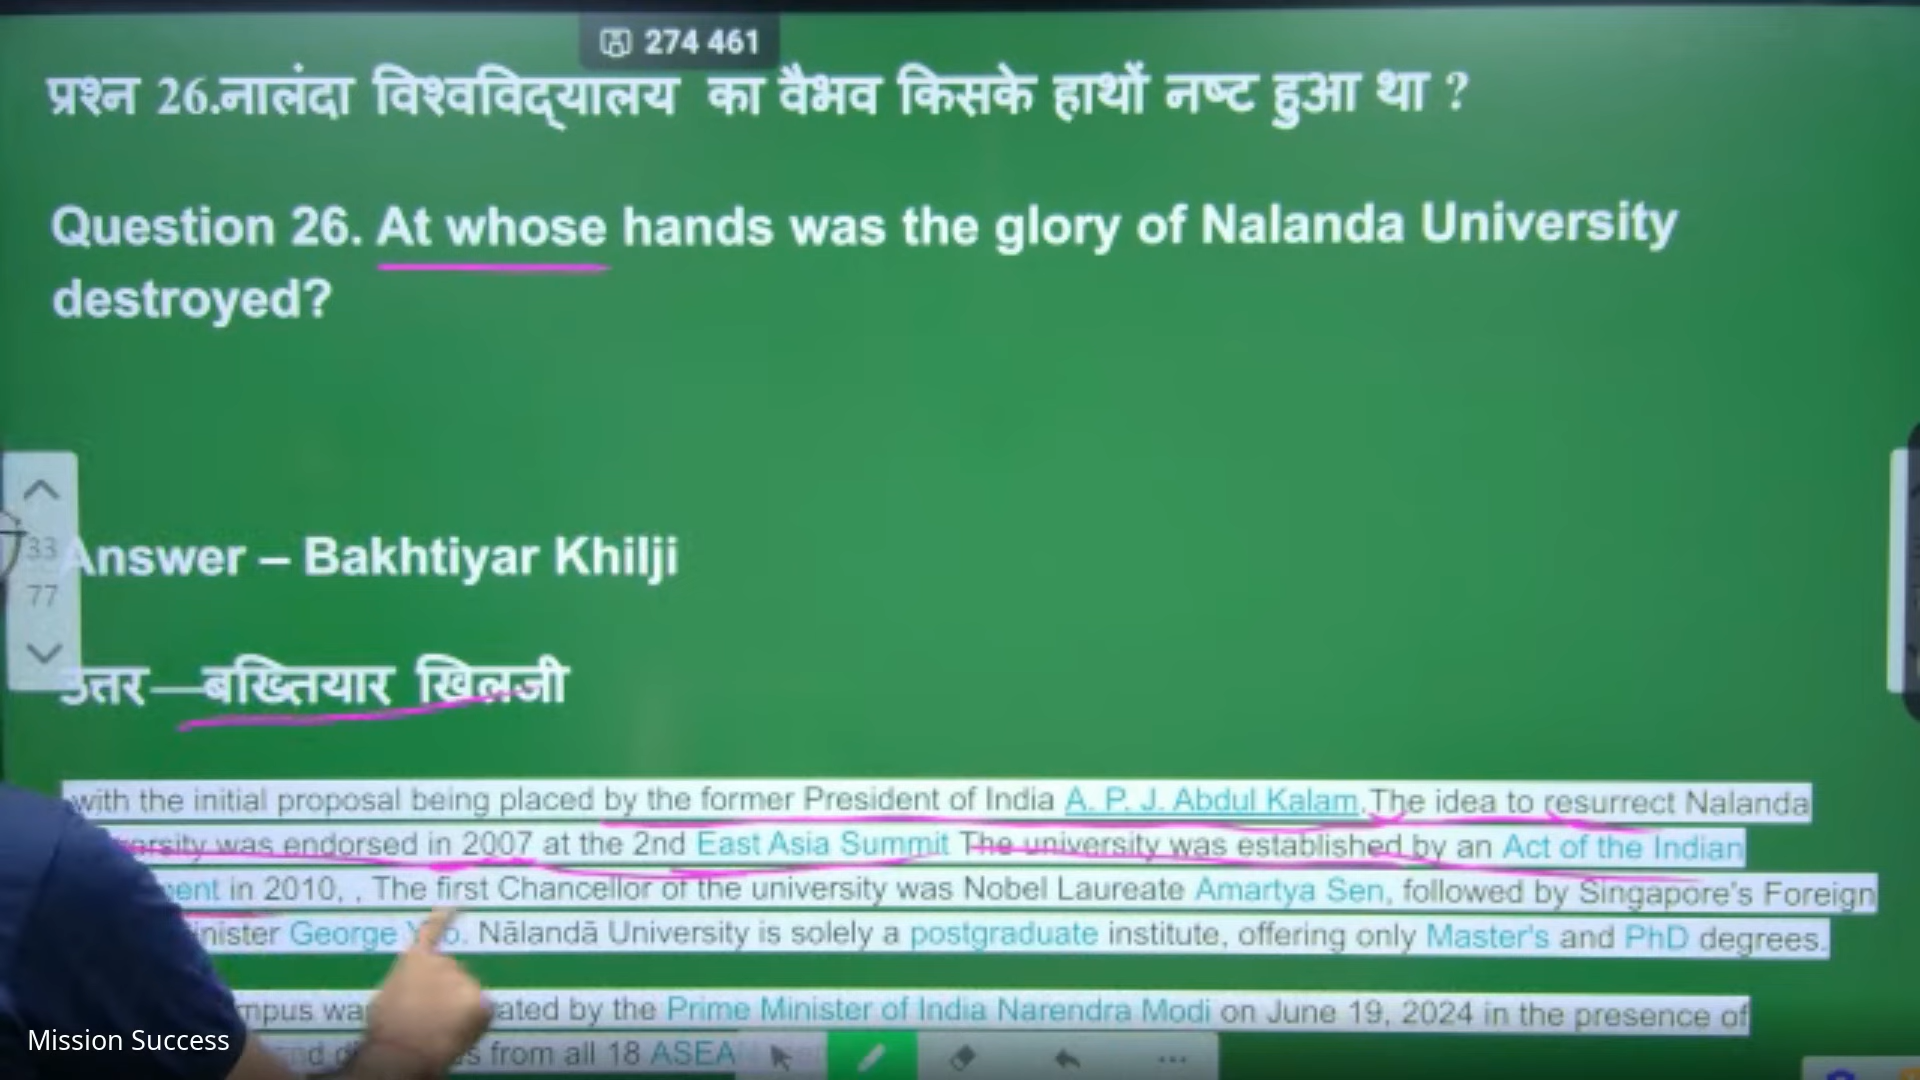 274 461
प्रश्न 26.नालंदा विश्वविद्यालय का वैभव किसके हाथों नष्ट हुआ था ?
Question 26. At whose hands was the glory of Nalanda University
destroyed?
33
77
Answer – Bakhtiyar Khilji
उत्तर—बख्तियार खिलजी
with the initial proposal being placed by the former President of India A. P. J. Abdul Kalam.The idea to resurrect Nalanda
was endorsed in 2007 at the 2nd East Asia Summit The university was established by an Act of the Indian
in 2010, , The first Chancellor of the university was Nobel Laureate Amartya Sen, followed by Singapore's Foreign
George Yeo. Nālandā University is solely a postgraduate institute, offering only Master's and PhD degrees.
by the Prime Minister of India Narendra Modi on June 19, 2024 in the presence of
from all 18 ASEA
Mission Success